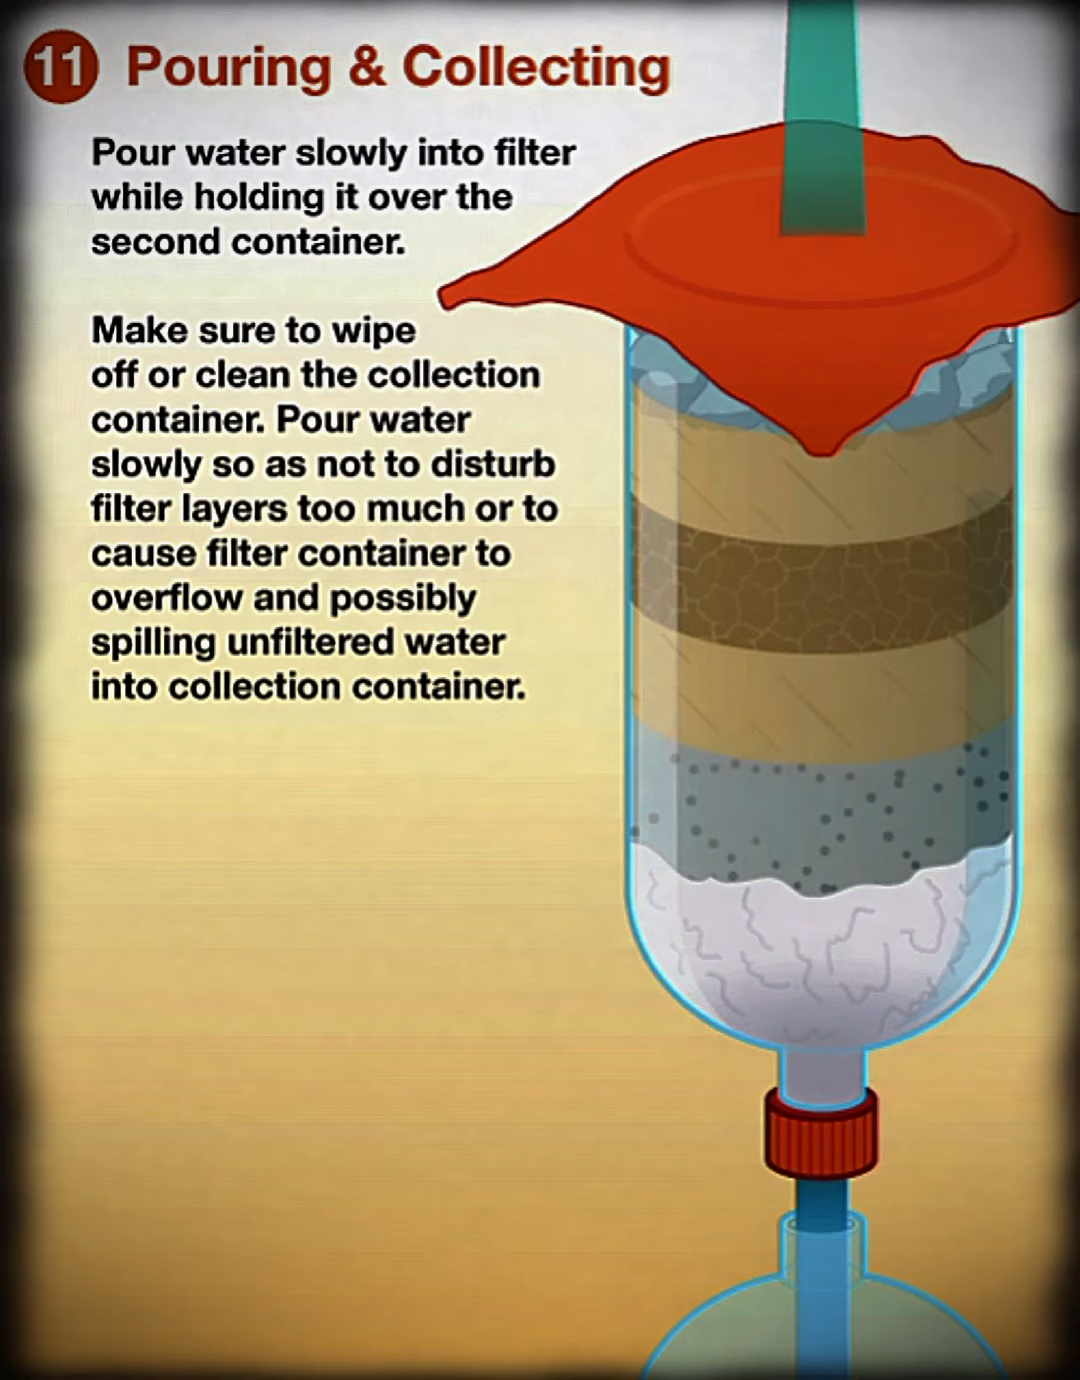 11 Pouring & Collecting
Pour water slowly into filter
while holding it over the
second container.
Make sure to wipe
off or clean the collection
container. Pour water
slowly so as not to disturb
filter layers too much or to
cause filter container to
overflow and possibly
spilling unfiltered water
into collection container.